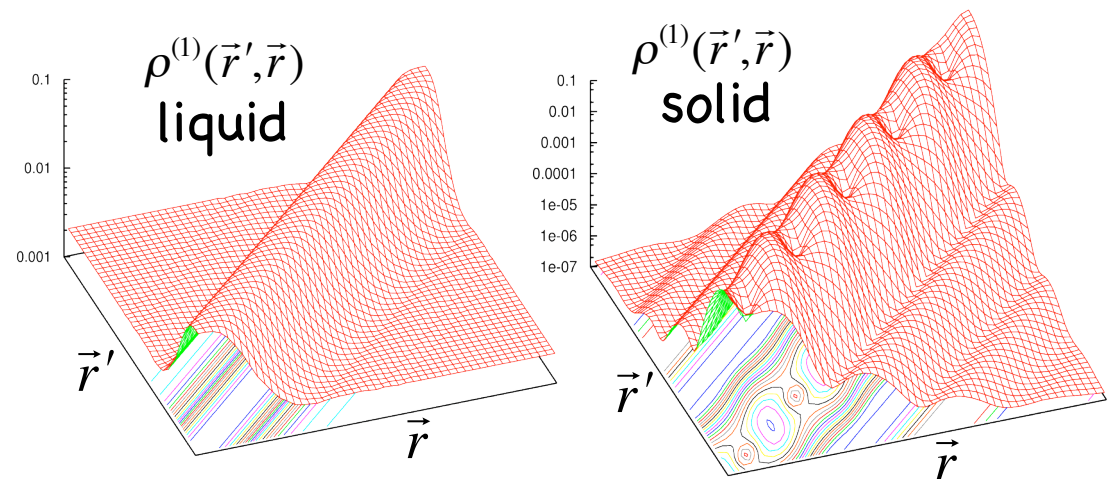 ρ⁽¹⁾(r⃗′,r⃗)
liquid
0.1
0.01
0.001
r⃗′
r⃗
ρ⁽¹⁾(r⃗′,r⃗)
solid
0.1
0.01
0.001
0.0001
1e-05
1e-06
1e-07
r⃗′
r⃗